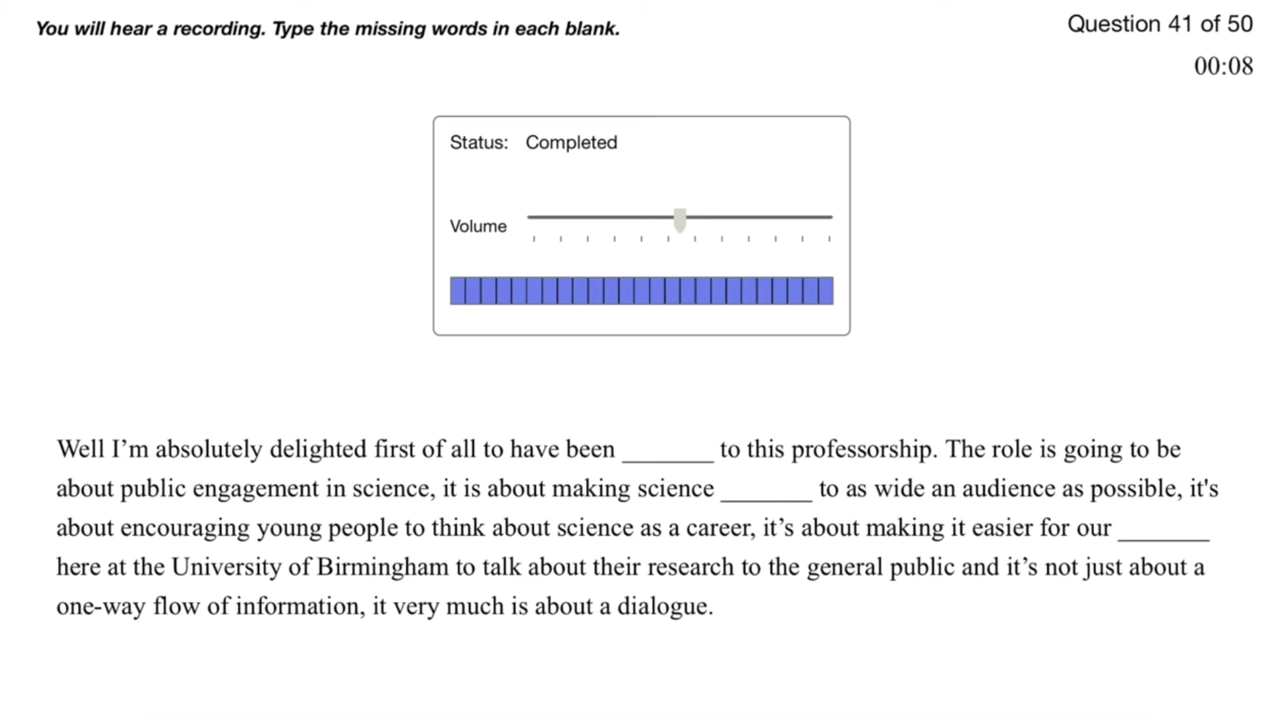 You will hear a recording. Type the missing words in each blank.
Question 41 of 50
00:08
Status: Completed
Volume
Well I’m absolutely delighted first of all to have been _______ to this professorship. The role is going to be
about public engagement in science, it is about making science _______ to as wide an audience as possible, it's
about encouraging young people to think about science as a career, it’s about making it easier for our _______
here at the University of Birmingham to talk about their research to the general public and it’s not just about a
one-way flow of information, it very much is about a dialogue.